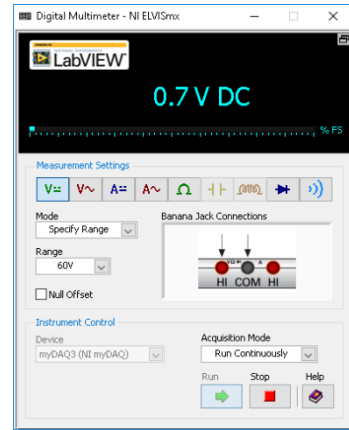 Digital Multimeter - NI ELVISmx
LabVIEW
0.7 V DC
% FS
Measurement Settings
V= V~ A= A~ Ω
Mode
Banana Jack Connections
Specify Range
Range
60V
HI COM HI
Null Offset
Instrument Control
Device
Acquisition Mode
myDAQ3 (NI myDAQ)
Run Continuously
Run Stop Help